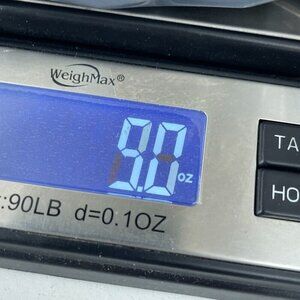 WeighMax®
9.0 oz
:90LB d=0.1OZ
TA
HO